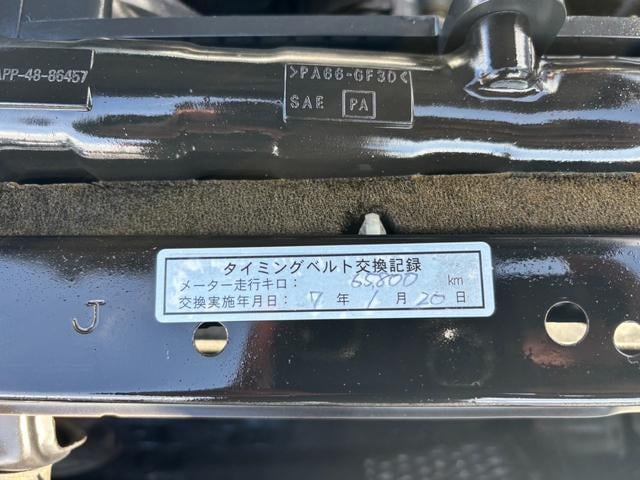 APP-48-86457
>PA66-GF30<
SAE PA
タイミングベルト交換記録
メーター走行キロ： 65800 km
交換実施年月日： 7 年 1 月 20 日
J